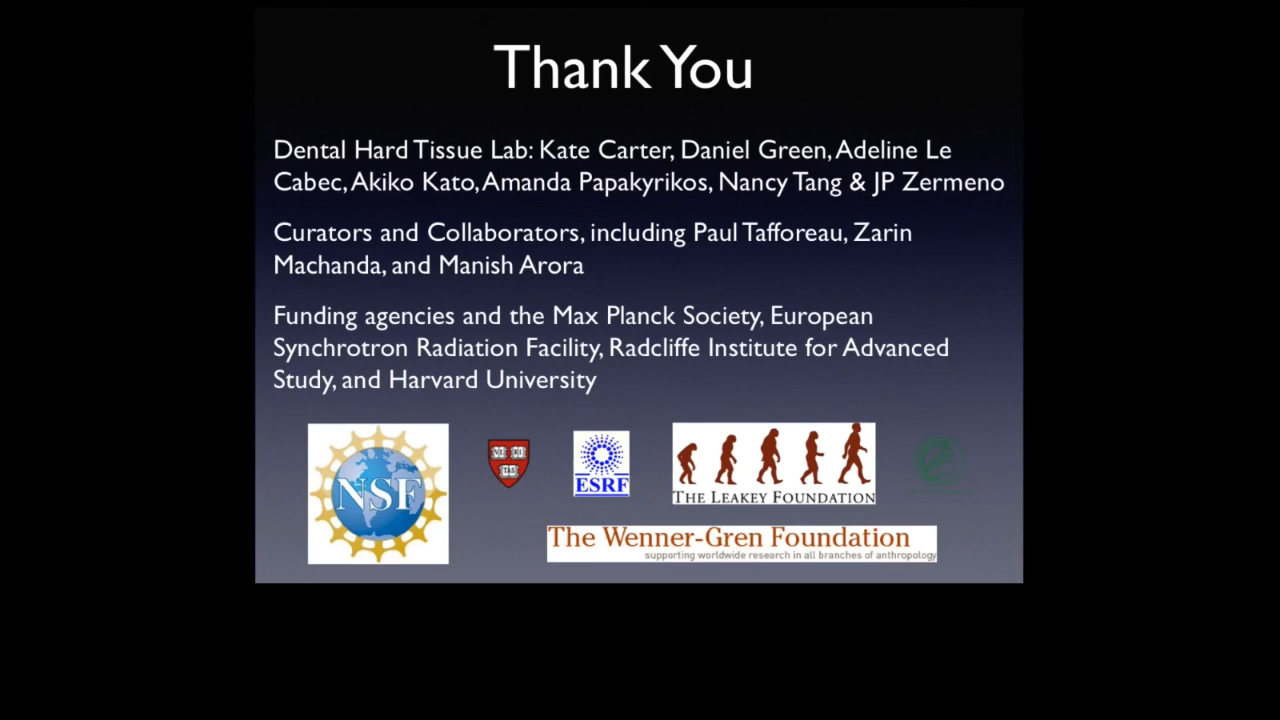 Thank You
Dental Hard Tissue Lab: Kate Carter, Daniel Green, Adeline Le
Cabec, Akiko Kato, Amanda Papakyrikos, Nancy Tang & JP Zermeno
Curators and Collaborators, including Paul Tafforeau, Zarin
Machanda, and Manish Arora
Funding agencies and the Max Planck Society, European
Synchrotron Radiation Facility, Radcliffe Institute for Advanced
Study, and Harvard University
NSF
VE RI
TAS
ESRF
THE LEAKEY FOUNDATION
The Wenner-Gren Foundation
supporting worldwide research in all branches of anthropology